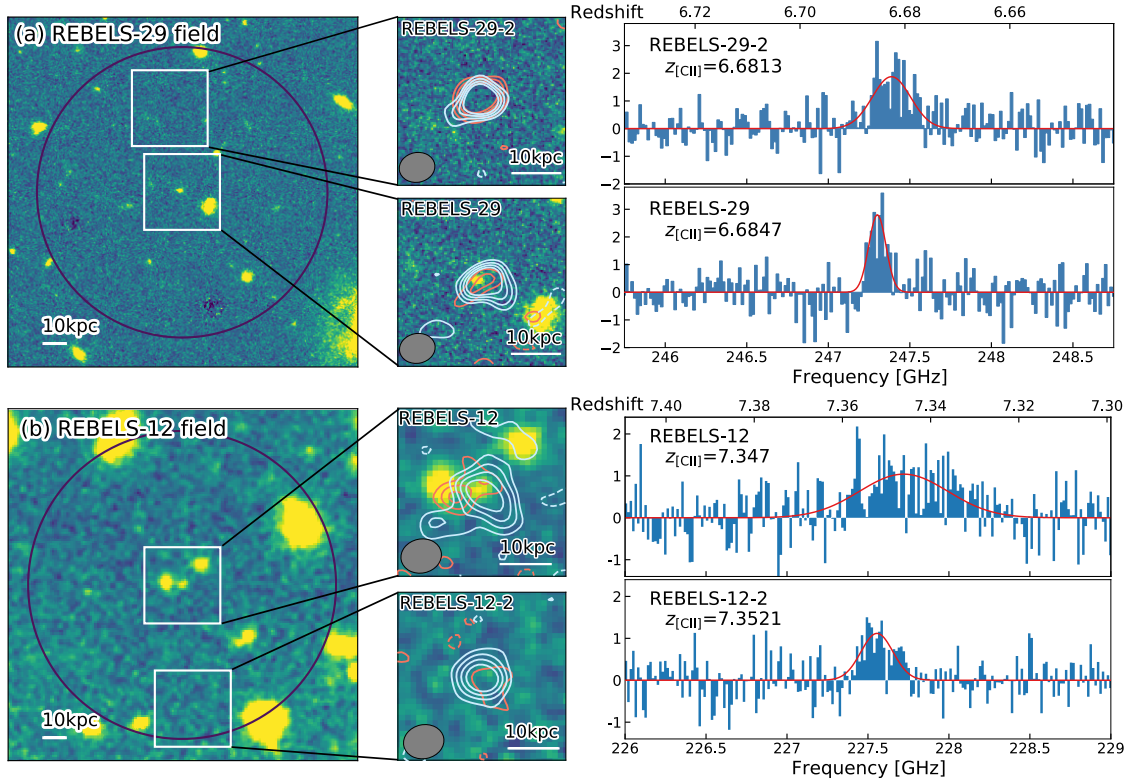 (a) REBELS-29 field
10kpc
REBELS-29-2
10kpc
REBELS-29
10kpc
Redshift 6.72 6.70 6.68 6.66
REBELS-29-2
z[CII]=6.6813
3
2
1
0
−1
−2
REBELS-29
z[CII]=6.6847
3
2
1
0
−1
−2
246 246.5 247 247.5 248 248.5
Frequency [GHz]
(b) REBELS-12 field
10kpc
REBELS-12
10kpc
REBELS-12-2
10kpc
Redshift 7.40 7.38 7.36 7.34 7.32 7.30
REBELS-12
z[CII]=7.347
2
1
0
-1
REBELS-12-2
z[CII]=7.3521
2
1
0
-1
226 226.5 227 227.5 228 228.5 229
Frequency [GHz]